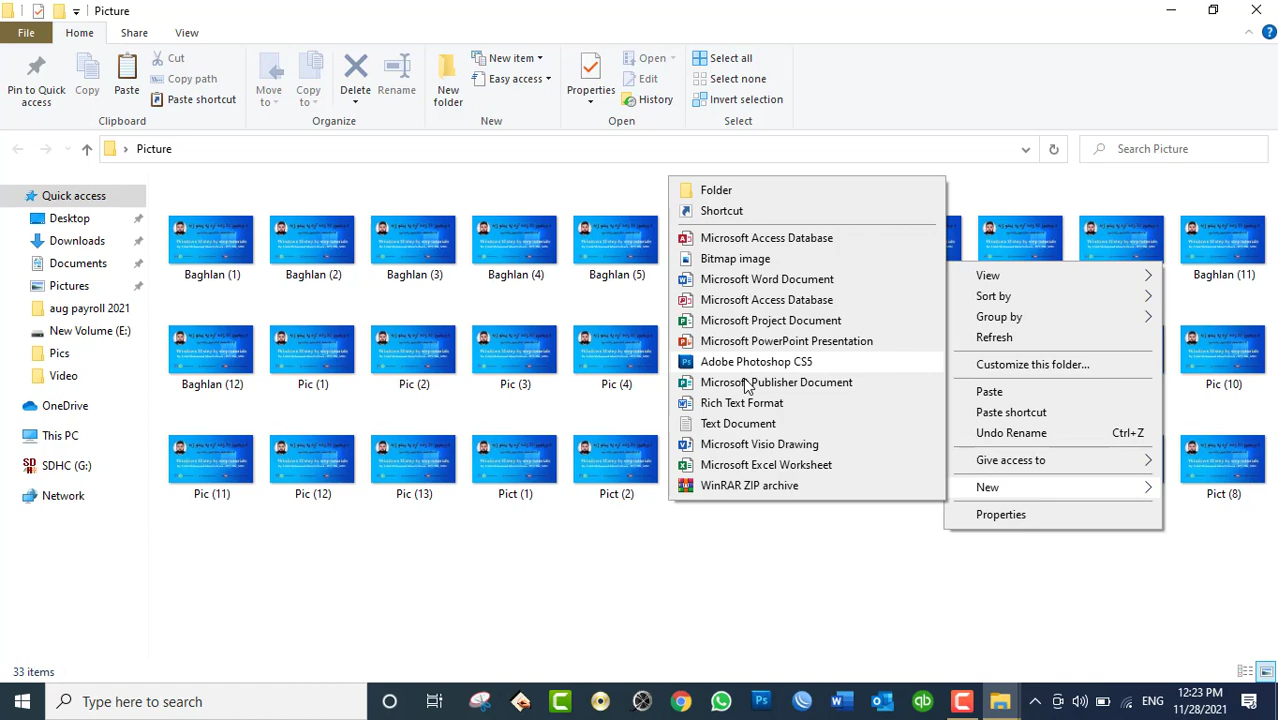 Picture
File Home Share View
Pin to Quick access
Copy
Paste
Cut
Copy path
Paste shortcut
Clipboard
Move to
Copy to
Delete
Rename
Organize
New folder
New item
Easy access
New
Properties
Open
Edit
History
Open
Select all
Select none
Invert selection
Select
Picture
Search Picture
Quick access
Desktop
Downloads
Documents
Pictures
aug payroll 2021
New Volume (E:)
Pics
Video
OneDrive
This PC
SDHC (G:)
Network
Baghlan (1) Baghlan (2) Baghlan (3) Baghlan (4) Baghlan (5) Baghlan (11)
Baghlan (12) Pic (1) Pic (2) Pic (3) Pic (4) Pic (10)
Pic (11) Pic (12) Pic (13) Pict (1) Pict (2) Pict (8)
Folder
Shortcut
Microsoft Access Database
Bitmap image
Microsoft Word Document
Microsoft Access Database
Microsoft Project Document
Microsoft PowerPoint Presentation
Adobe Photoshop CS5
Microsoft Publisher Document
Rich Text Format
Text Document
Microsoft Visio Drawing
Microsoft Excel Worksheet
WinRAR ZIP archive
View
Sort by
Group by
Refresh
Customize this folder...
Paste
Paste shortcut
Undo Rename Ctrl+Z
Give access to
New
Properties
33 items
Type here to search
ENG
12:23 PM
11/28/2021